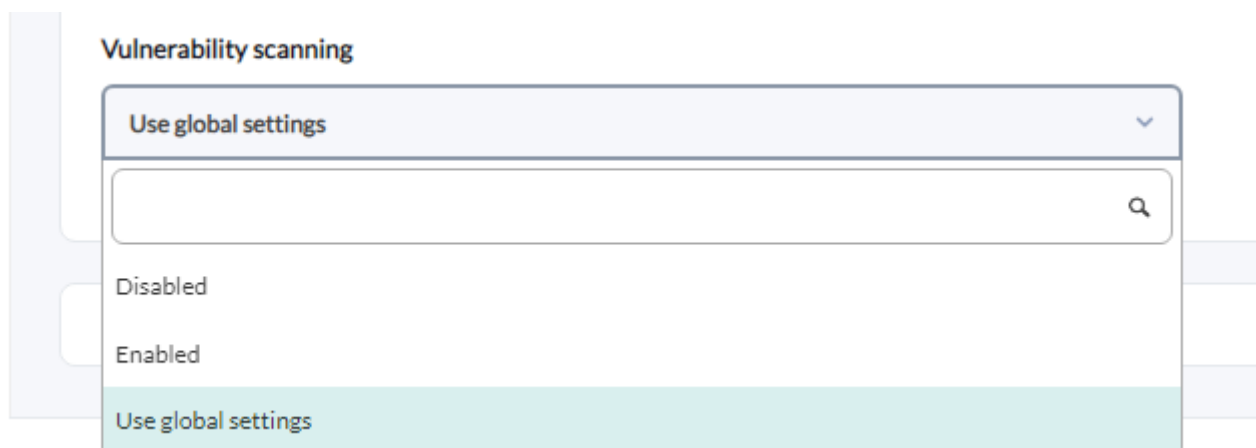 Vulnerability scanning
Use global settings
Disabled
Enabled
Use global settings